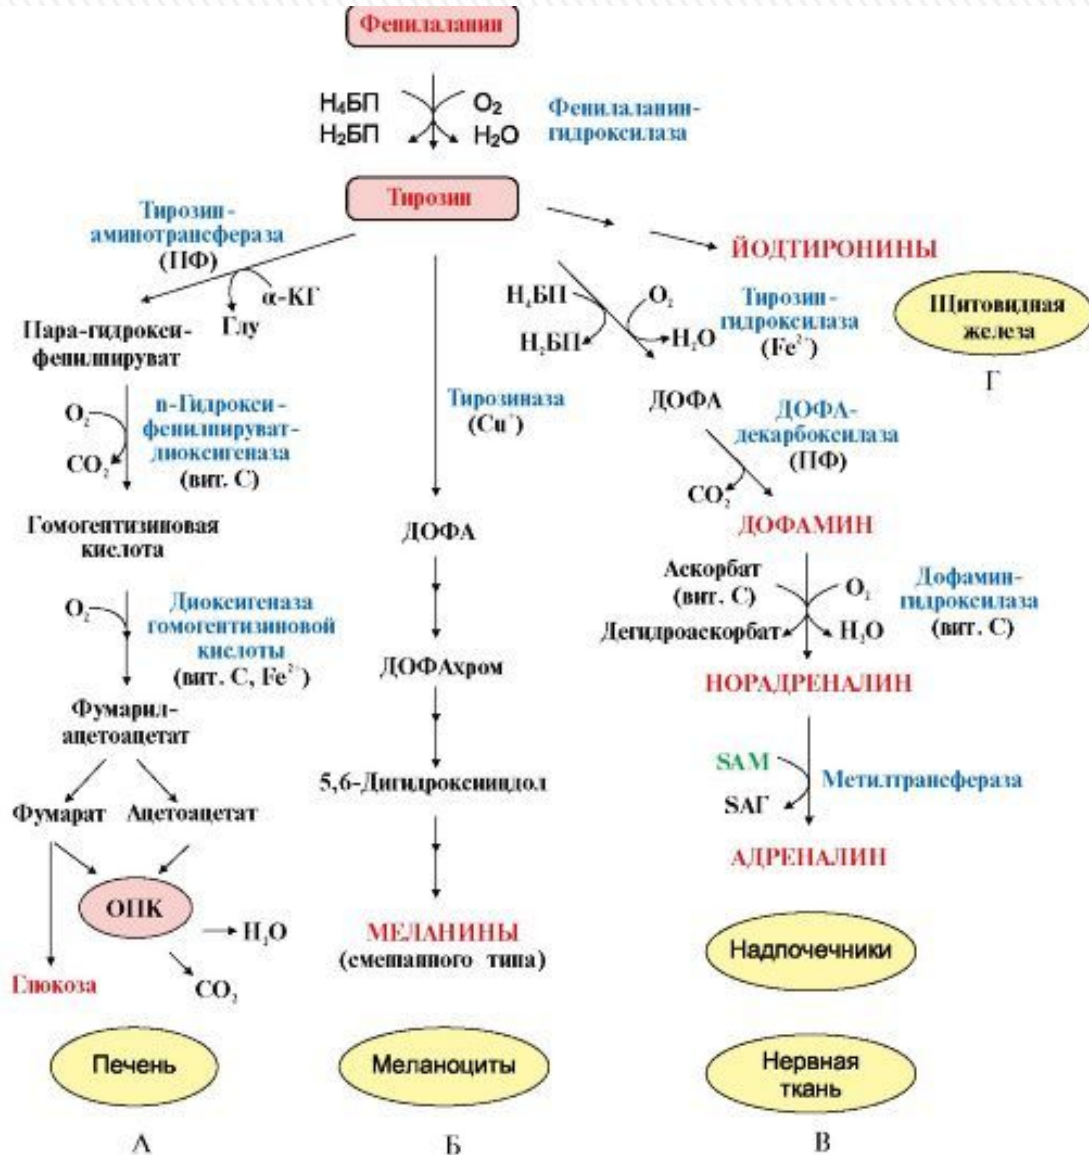 Фенилаланин
Н₄БП
О₂
Н₂БП
Н₂О
Фенилаланин-
гидроксилаза
Тирозин
Тирозин-
аминотрансфераза
(ПФ)
α-КГ
Глу
Пара-гидрокси-
фенилпируват
О₂
СО₂
п-Гидрокси-
фенилпируват-
диоксигеназа
(вит. С)
Гомогентизиновая
кислота
О₂
Диоксигеназа
гомогентизиновой
кислоты
(вит. С, Fe²⁺)
Фумарил-
ацетоацетат
Фумарат
Ацетоацетат
ОПК
Н₂О
СО₂
Глюкоза
Печень
А
Тирозиназа
(Cu⁺)
ДОФА
ДОФАхром
5,6-Дигидроксииндол
МЕЛАНИНЫ
(смешанного типа)
Меланоциты
Б
Н₄БП
О₂
Н₂БП
Н₂О
Тирозин-
гидроксилаза
(Fe²⁺)
ДОФА
ДОФА-
декарбоксилаза
(ПФ)
СО₂
ДОФАМИН
Аскорбат
(вит. С)
О₂
Дегидроаскорбат
Н₂О
Дофамин-
гидроксилаза
(вит. С)
НОРАДРЕНАЛИН
SAM
SАГ
Метилтрансфераза
АДРЕНАЛИН
Надпочечники
Нервная
ткань
В
ЙОДТИРОНИНЫ
Щитовидная
железа
Г